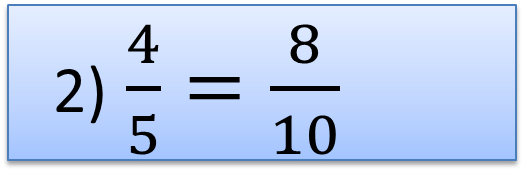 2) 4/5 = 8/10